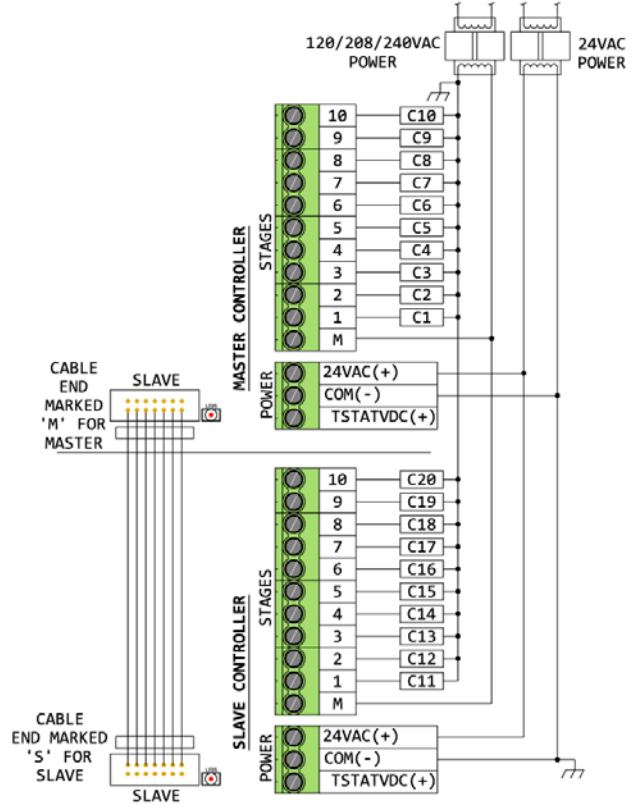 120/208/240VAC
POWER
24VAC
POWER
MASTER CONTROLLER
STAGES
10 C10
9 C9
8 C8
7 C7
6 C6
5 C5
4 C4
3 C3
2 C2
1 C1
M
POWER
24VAC(+)
COM(-)
TSTATVDC(+)
CABLE
END
MARKED
'M' FOR
MASTER
SLAVE
SLAVE CONTROLLER
STAGES
10 C20
9 C19
8 C18
7 C17
6 C16
5 C15
4 C14
3 C13
2 C12
1 C11
M
POWER
24VAC(+)
COM(-)
TSTATVDC(+)
CABLE
END MARKED
'S' FOR
SLAVE
SLAVE